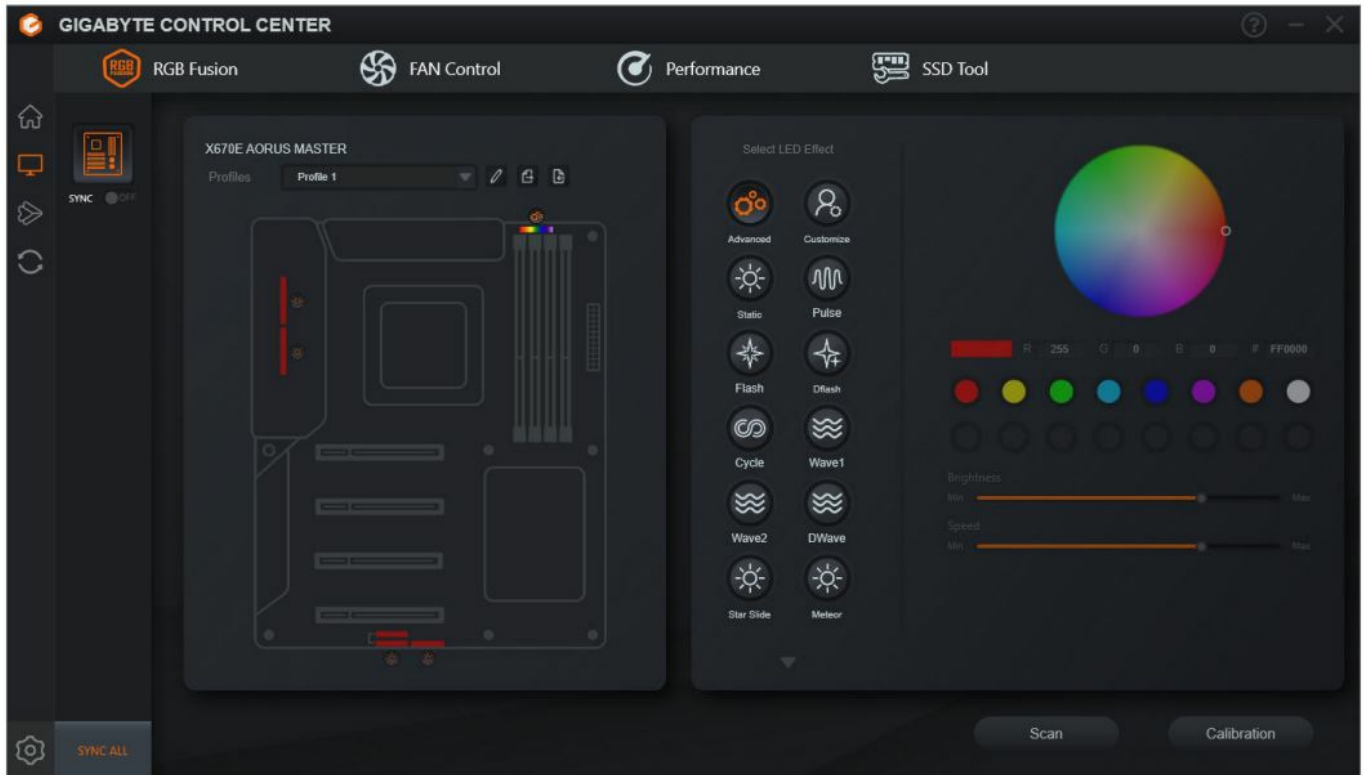 GIGABYTE CONTROL CENTER
RGB Fusion
FAN Control
Performance
SSD Tool
SYNC OFF
X670E AORUS MASTER
Profiles Profile 1
Select LED Effect
Advanced Customize
Static Pulse
Flash Dflash
Cycle Wave1
Wave2 DWave
Star Slide Meteor
R 255 G 0 B 0 # FF0000
Brightness
Min Max
Speed
Min Max
Scan
Calibration
SYNC ALL